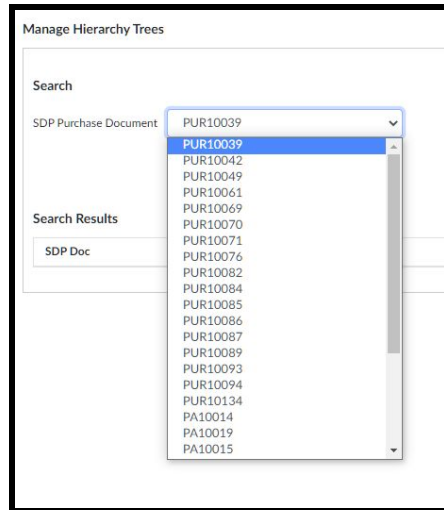 Manage Hierarchy Trees
Search
SDP Purchase Document PUR10039
PUR10039
PUR10042
PUR10049
PUR10061
PUR10069
PUR10070
PUR10071
PUR10076
PUR10082
PUR10084
PUR10085
PUR10086
PUR10087
PUR10089
PUR10093
PUR10094
PUR10134
PA10014
PA10019
PA10015
Search Results
SDP Doc